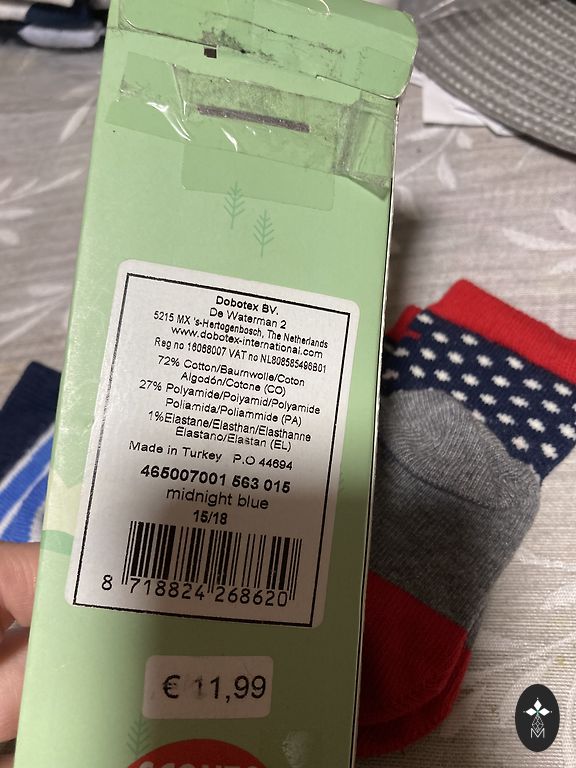 Dobotex BV.
De Waterman 2
5215 MX 's-Hertogenbosch, The Netherlands
www.dobotex-international.com
Reg no 16068007 VAT no NL808585496B01
72% Cotton/Baumwolle/Coton
Algodón/Cotone (CO)
27% Polyamide/Polyamid/Polyamide
Poliamida/Poliammide (PA)
1%Elastane/Elasthan/Elasthanne
Elastano/Elastan (EL)
Made in Turkey P.O 44694
465007001 563 015
midnight blue
15/18
8 718824 268620
€ 11,99